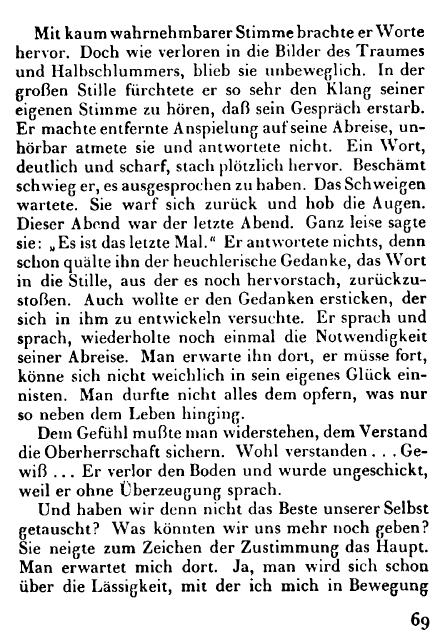 Mit kaum wahrnehmbarer Stimme brachte er Worte
hervor. Doch wie verloren in die Bilder des Traumes
und Halbschlummers, blieb sie unbeweglich. In der
großen Stille fürchtete er so sehr den Klang seiner
eigenen Stimme zu hören, daß sein Gespräch erstarb.
Er machte entfernte Anspielung auf seine Abreise, un-
hörbar atmete sie und antwortete nicht. Ein Wort,
deutlich und scharf, stach plötzlich hervor. Beschämt
schwieg er, es ausgesprochen zu haben. Das Schweigen
wartete. Sie warf sich zurück und hob die Augen.
Dieser Abend war der letzte Abend. Ganz leise sagte
sie: „Es ist das letzte Mal.“ Er antwortete nichts, denn
schon quälte ihn der heuchlerische Gedanke, das Wort
in die Stille, aus der es noch hervorstach, zurückzu-
stoßen. Auch wollte er den Gedanken ersticken, der
sich in ihm zu entwickeln versuchte. Er sprach und
sprach, wiederholte noch einmal die Notwendigkeit
seiner Abreise. Man erwarte ihn dort, er müsse fort,
könne sich nicht weichlich in sein eigenes Glück ein-
nisten. Man durfte nicht alles dem opfern, was nur
so neben dem Leben hinging.
Dem Gefühl mußte man widerstehen, dem Verstand
die Oberherrschaft sichern. Wohl verstanden . . . Ge-
wiß . . . Er verlor den Boden und wurde ungeschickt,
weil er ohne Überzeugung sprach.
Und haben wir denn nicht das Beste unserer Selbst
getauscht? Was könnten wir uns mehr noch geben?
Sie neigte zum Zeichen der Zustimmung das Haupt.
Man erwartet mich dort. Ja, man wird sich schon
über die Lässigkeit, mit der ich mich in Bewegung
69